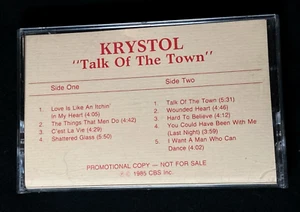 KRYSTOL
"Talk Of The Town"
Side One
1. Love Is Like An Itchin'
In My Heart (4:05)
2. The Things That Men Do (4:42)
3. C'est La Vie (4:29)
4. Shattered Glass (5:50)
Side Two
1. Talk Of The Town (5:31)
2. Wounded Heart (4:46)
3. Hard To Believe (4:12)
4. You Could Have Been With Me
(Last Night) (3:59)
5. I Want A Man Who Can
Dance (4:02)
PROMOTIONAL COPY — NOT FOR SALE
℗ © 1985 CBS Inc.